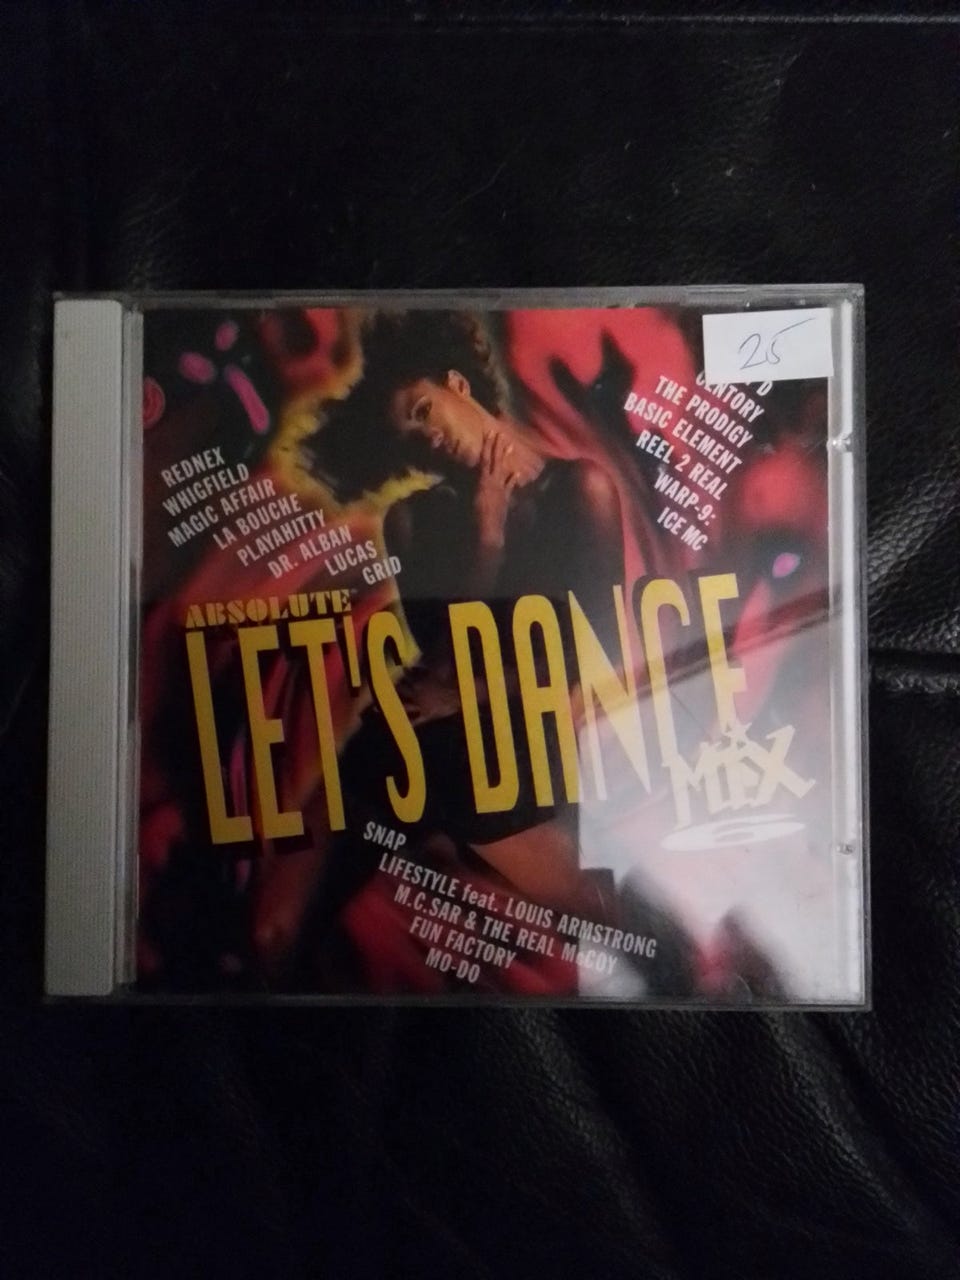 25
D
CENTORY
THE PRODIGY
BASIC ELEMENT
REEL 2 REAL
WARP-9:
ICE MC
REDNEX
WHIGFIELD
MAGIC AFFAIR
LA BOUCHE
PLAYAHITTY
DR. ALBAN
LUCAS
GRID
ABSOLUTE
LET'S DANCE
MIX
SNAP
LIFESTYLE feat. LOUIS ARMSTRONG
M.C.SAR & THE REAL McCOY
FUN FACTORY
MO-DO